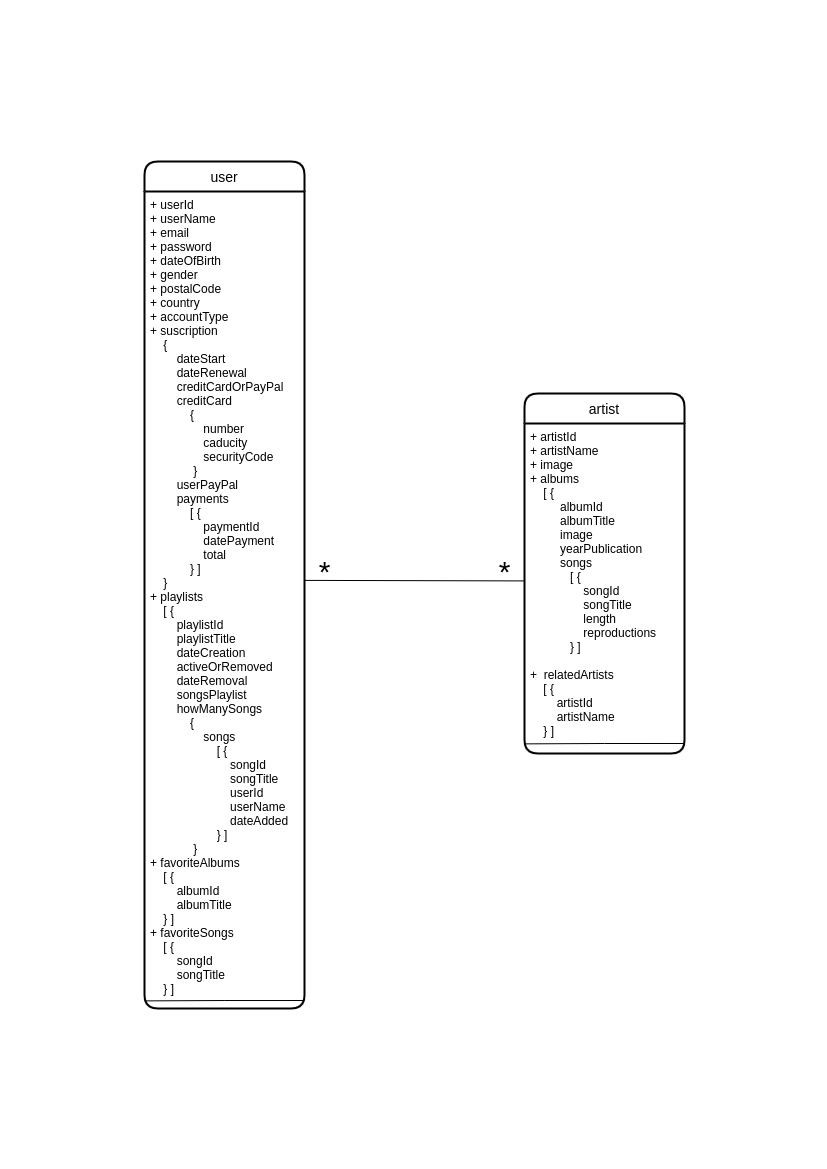 user
+ userId
+ userName
+ email
+ password
+ dateOfBirth
+ gender
+ postalCode
+ country
+ accountType
+ suscription
{
dateStart
dateRenewal
creditCardOrPayPal
creditCard
{
number
caducity
securityCode
}
userPayPal
payments
[ {
paymentId
datePayment
total
} ]
}
+ playlists
[ {
playlistId
playlistTitle
dateCreation
activeOrRemoved
dateRemoval
songsPlaylist
howManySongs
{
songs
[ {
songId
songTitle
userId
userName
dateAdded
} ]
}
+ favoriteAlbums
[ {
albumId
albumTitle
} ]
+ favoriteSongs
[ {
songId
songTitle
} ]
* *
artist
+ artistId
+ artistName
+ image
+ albums
[ {
albumId
albumTitle
image
yearPublication
songs
[ {
songId
songTitle
length
reproductions
} ]
+ relatedArtists
[ {
artistId
artistName
} ]